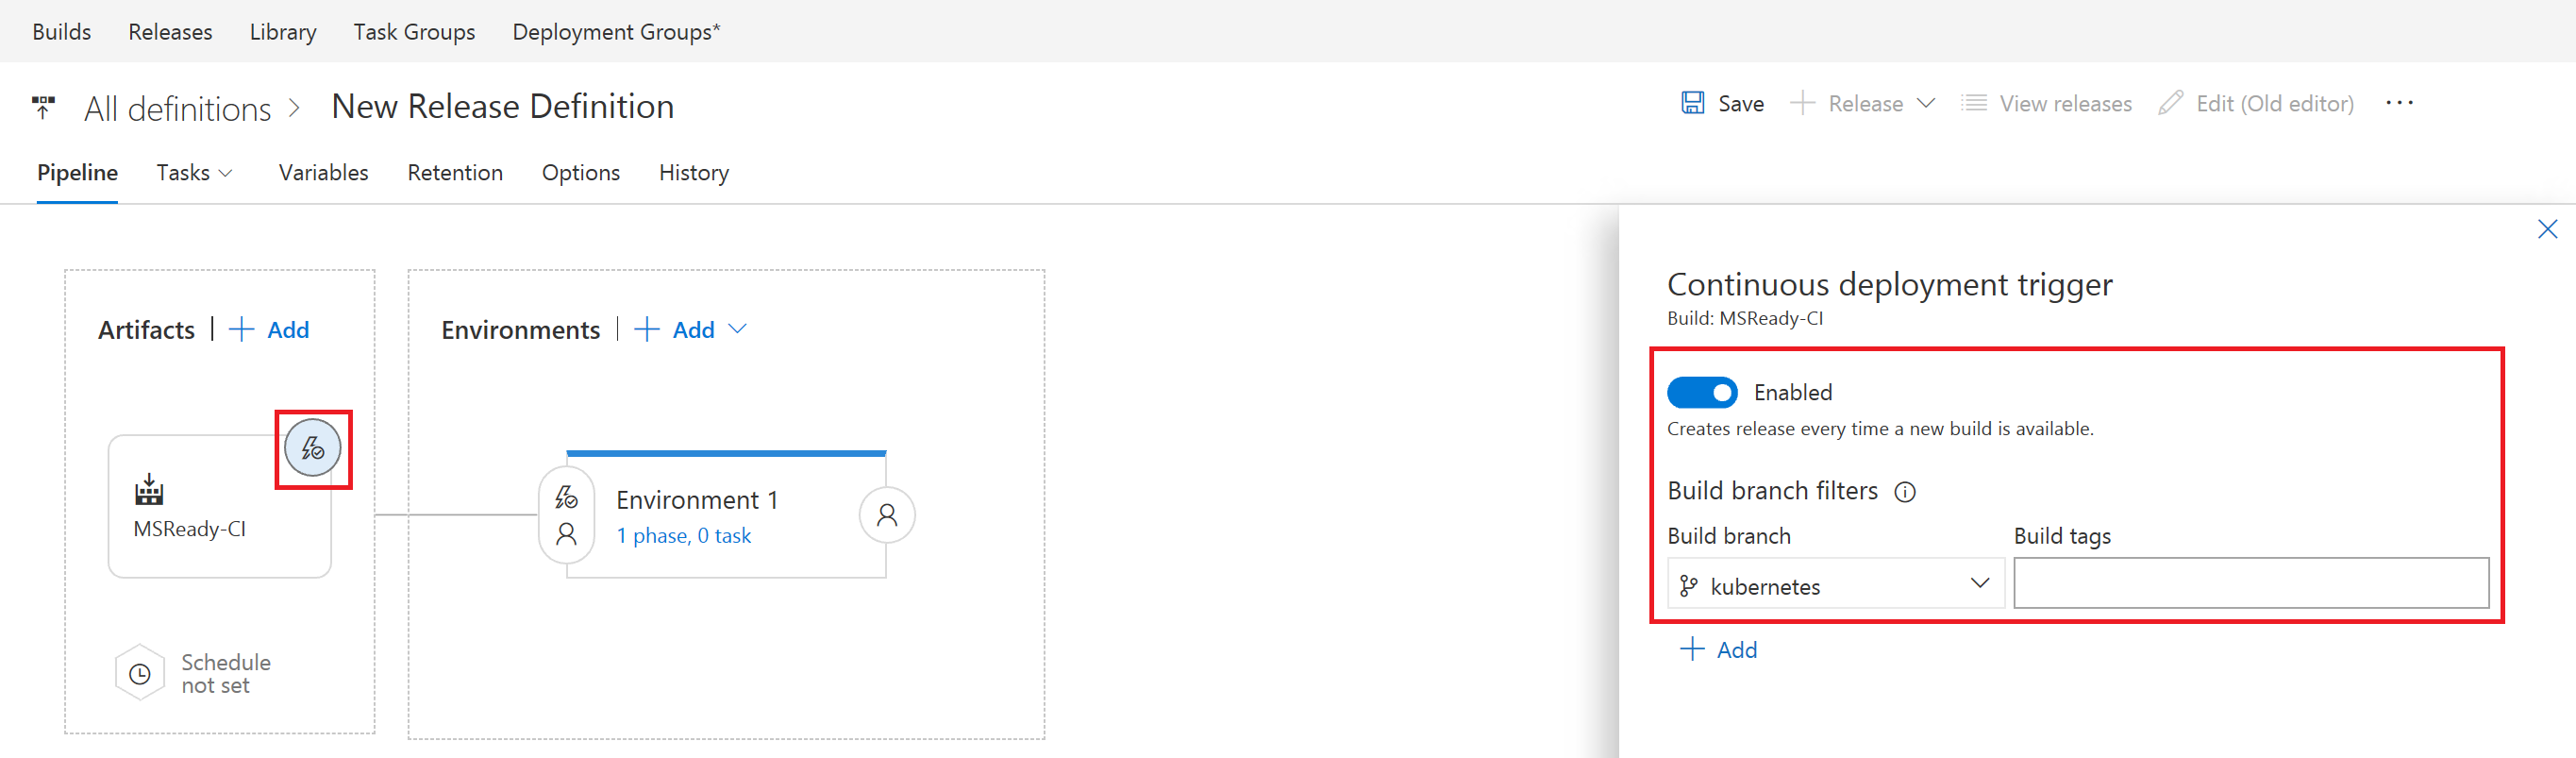 Builds Releases Library Task Groups Deployment Groups*
All definitions > New Release Definition
Save Release View releases Edit (Old editor) ...
Pipeline Tasks Variables Retention Options History
Artifacts | + Add
Environments | + Add
MSReady-CI
Schedule
not set
Environment 1
1 phase, 0 task
Continuous deployment trigger
Build: MSReady-CI
Enabled
Creates release every time a new build is available.
Build branch filters
Build branch Build tags
kubernetes
+ Add